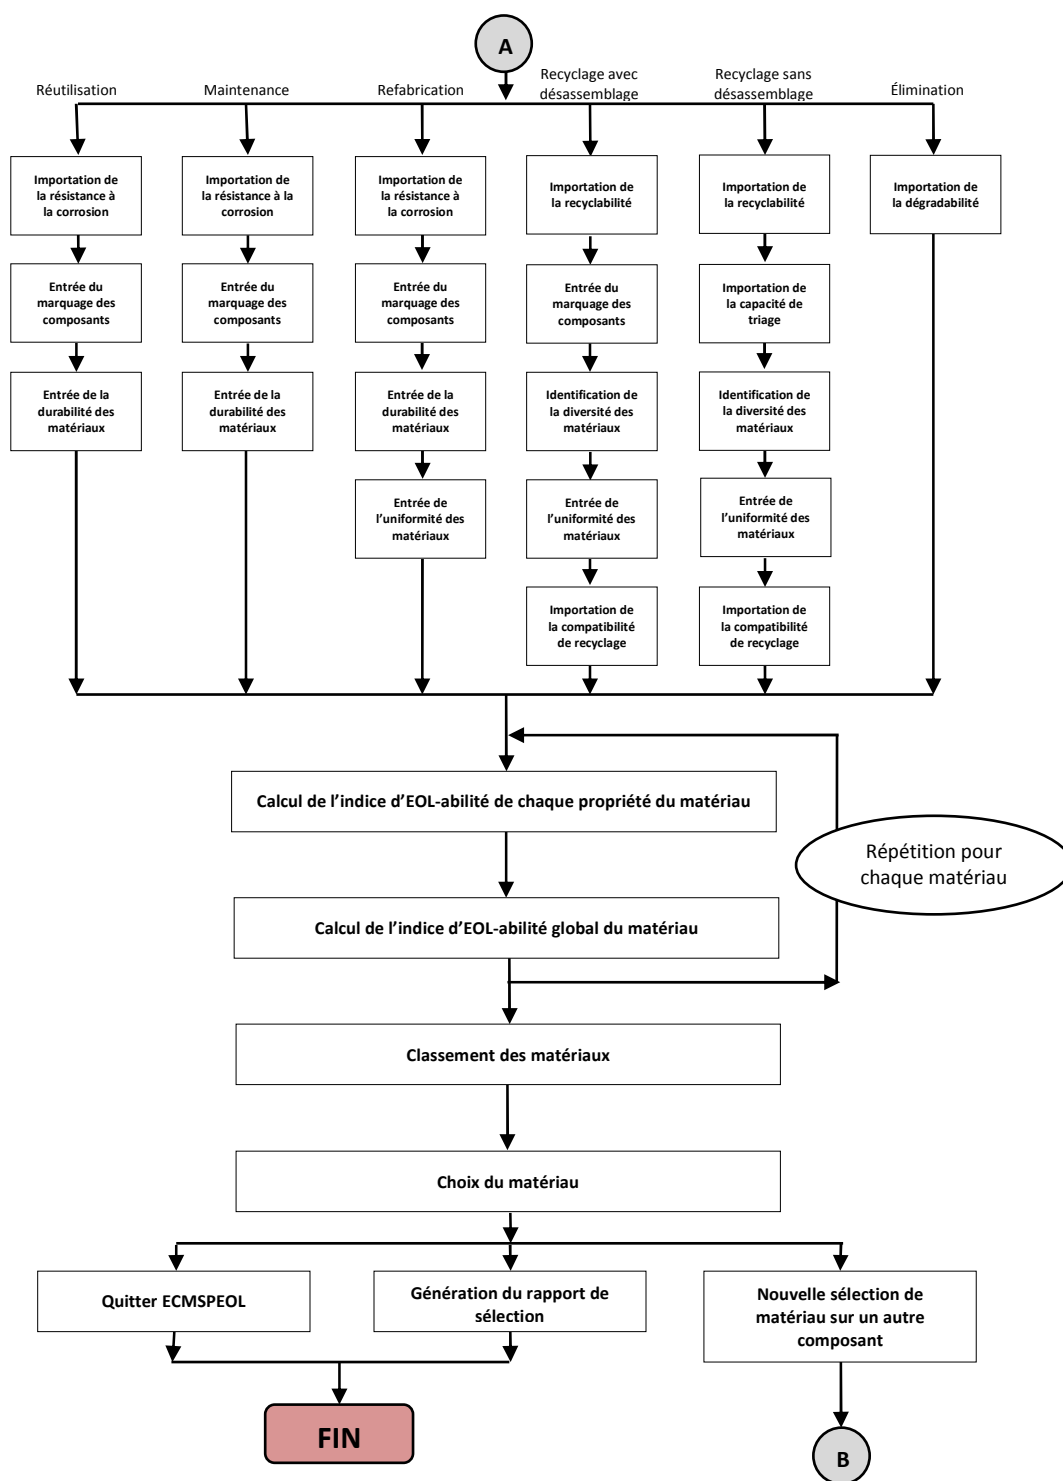 A
Réutilisation
Maintenance
Refabrication
Recyclage avec
désassemblage
Recyclage sans
désassemblage
Élimination
Importation de
la résistance à
la corrosion
Entrée du
marquage des
composants
Entrée de la
durabilité des
matériaux
Importation de
la résistance à la
corrosion
Entrée du
marquage des
composants
Entrée de la
durabilité des
matériaux
Importation de
la résistance à
la corrosion
Entrée du
marquage des
composants
Entrée de la
durabilité des
matériaux
Entrée de
l’uniformité des
matériaux
Importation de
la recyclabilité
Entrée du
marquage des
composants
Identification de
la diversité des
matériaux
Entrée de
l’uniformité des
matériaux
Importation de
la compatibilité
de recyclage
Importation de
la recyclabilité
Importation de
la capacité de
triage
Identification de
la diversité des
matériaux
Entrée de
l’uniformité des
matériaux
Importation de
la compatibilité
de recyclage
Importation de
la dégradabilité
Calcul de l’indice d’EOL-abilité de chaque propriété du matériau
Répétition pour
chaque matériau
Calcul de l’indice d’EOL-abilité global du matériau
Classement des matériaux
Choix du matériau
Quitter ECMSPEOL
Génération du rapport de
sélection
Nouvelle sélection de
matériau sur un autre
composant
FIN
B